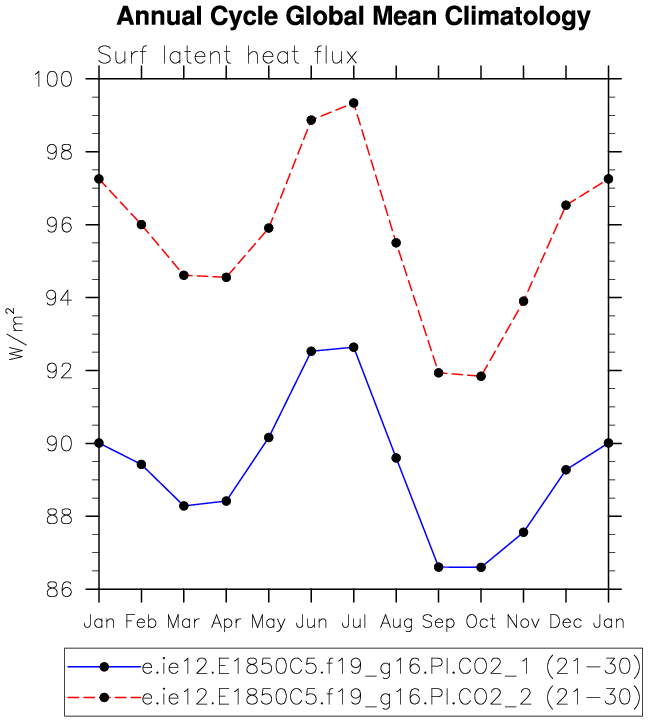 Annual Cycle Global Mean Climatology
Surf latent heat flux
100
98
96
94
92
90
88
86
W/m²
Jan Feb Mar Apr May Jun Jul Aug Sep Oct Nov Dec Jan
e.ie12.E1850C5.f19_g16.PI.CO2_1 (21-30)
e.ie12.E1850C5.f19_g16.PI.CO2_2 (21-30)